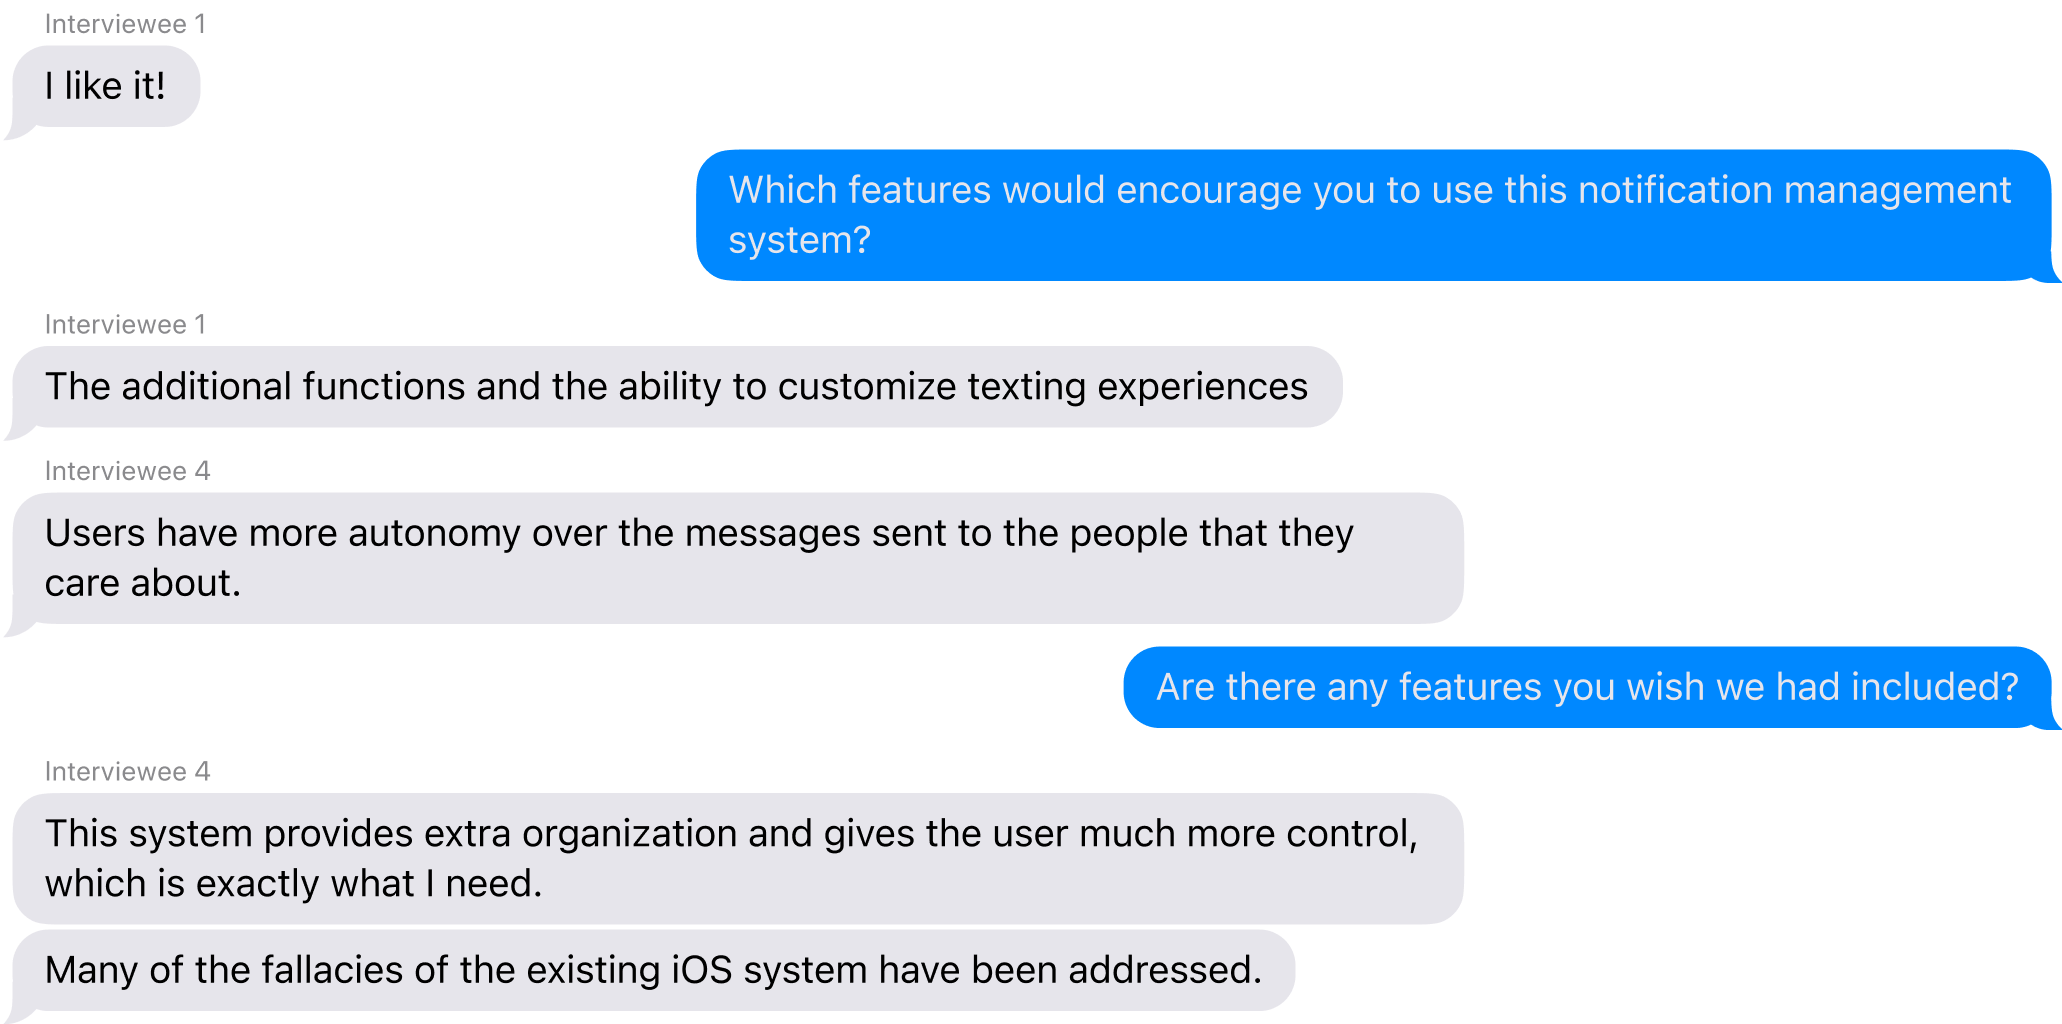 Interviewee 1
I like it!
Which features would encourage you to use this notification management
system?
Interviewee 1
The additional functions and the ability to customize texting experiences
Interviewee 4
Users have more autonomy over the messages sent to the people that they
care about.
Are there any features you wish we had included?
Interviewee 4
This system provides extra organization and gives the user much more control,
which is exactly what I need.
Many of the fallacies of the existing iOS system have been addressed.